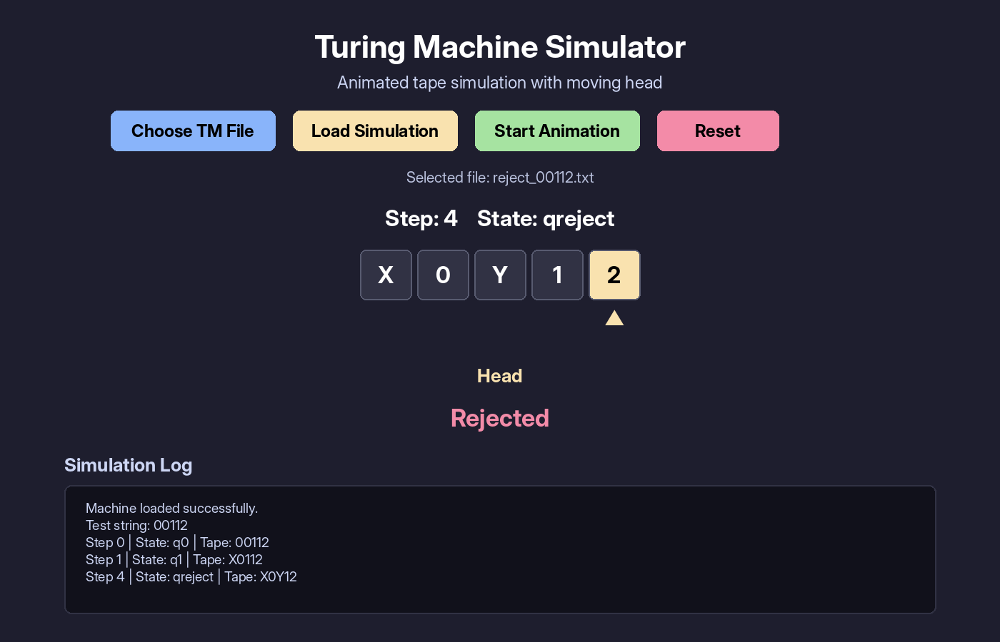 Turing Machine Simulator
Animated tape simulation with moving head
Choose TM File Load Simulation Start Animation Reset
Selected file: reject_00112.txt
Step: 4 State: qreject
X 0 Y 1 2
Head
Rejected
Simulation Log
Machine loaded successfully.
Test string: 00112
Step 0 | State: q0 | Tape: 00112
Step 1 | State: q1 | Tape: X0112
Step 4 | State: qreject | Tape: X0Y12